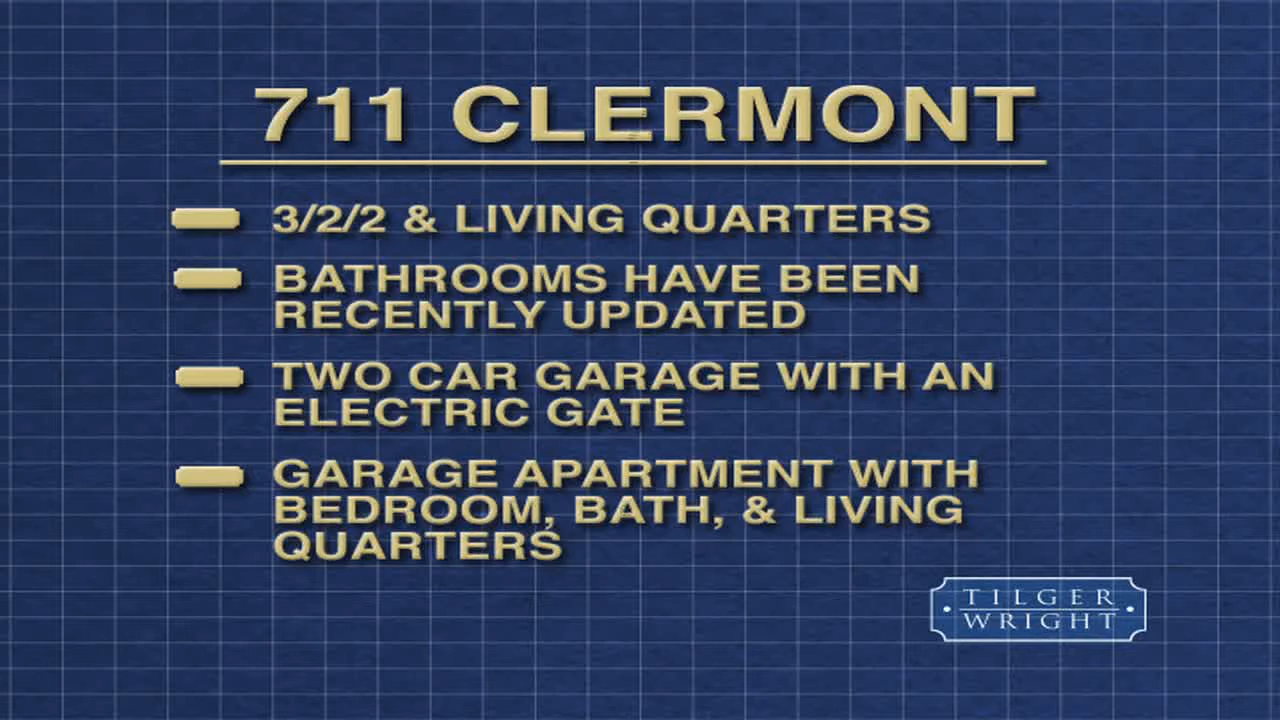 711 CLERMONT
3/2/2 & LIVING QUARTERS
BATHROOMS HAVE BEEN
RECENTLY UPDATED
TWO CAR GARAGE WITH AN
ELECTRIC GATE
GARAGE APARTMENT WITH
BEDROOM, BATH, & LIVING
QUARTERS
TILGER
WRIGHT